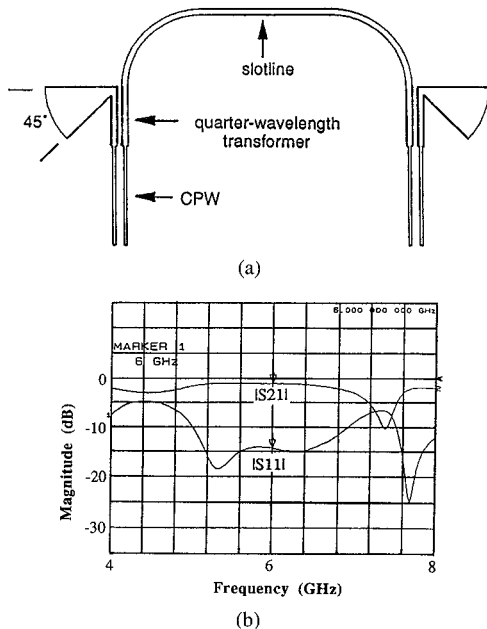 slotline
45°
quarter-wavelength
transformer
CPW
(a)
6.000 000 000 GHz
MARKER 1
6 GHz
Magnitude (dB)
0
-10
-20
-30
|S21|
|S11|
4
6
8
Frequency (GHz)
(b)